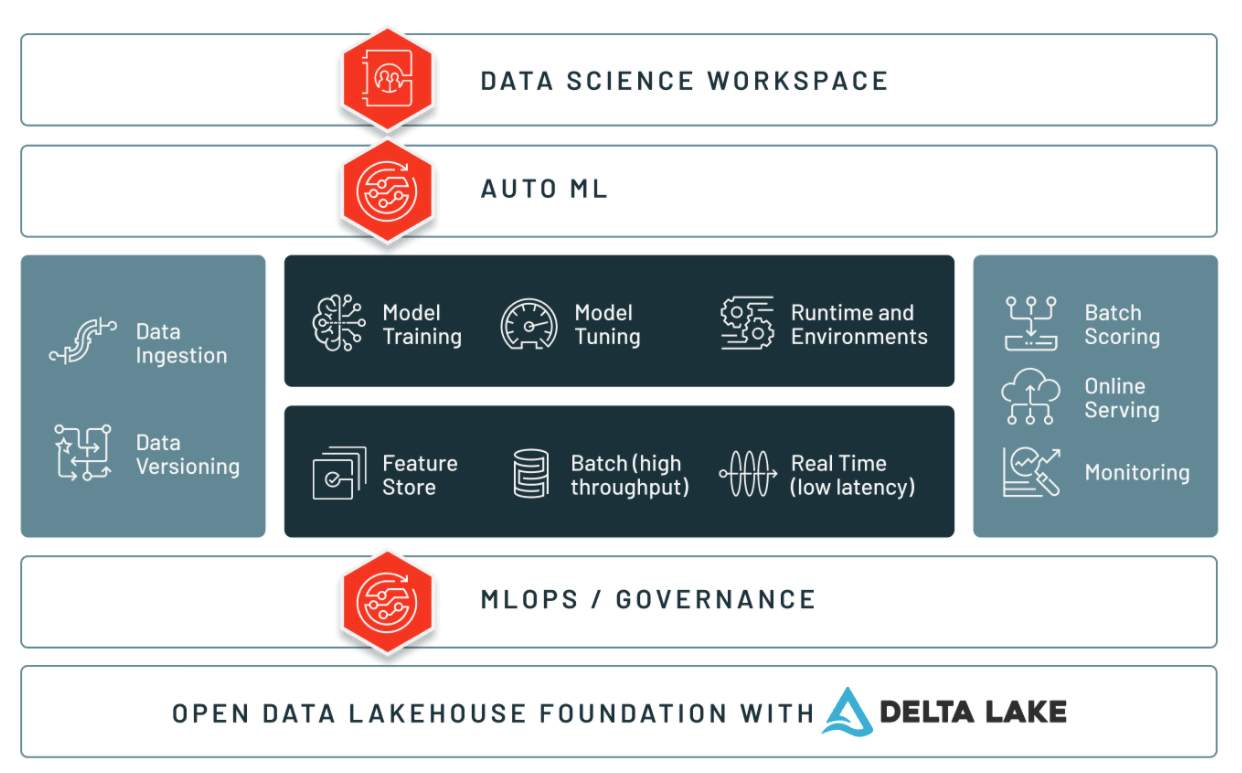 DATA SCIENCE WORKSPACE
AUTO ML
Data
Ingestion
Data
Versioning
Model
Training
Model
Tuning
Runtime and
Environments
Feature
Store
Batch (high
throughput)
Real Time
(low latency)
Batch
Scoring
Online
Serving
Monitoring
MLOPS / GOVERNANCE
OPEN DATA LAKEHOUSE FOUNDATION WITH DELTA LAKE